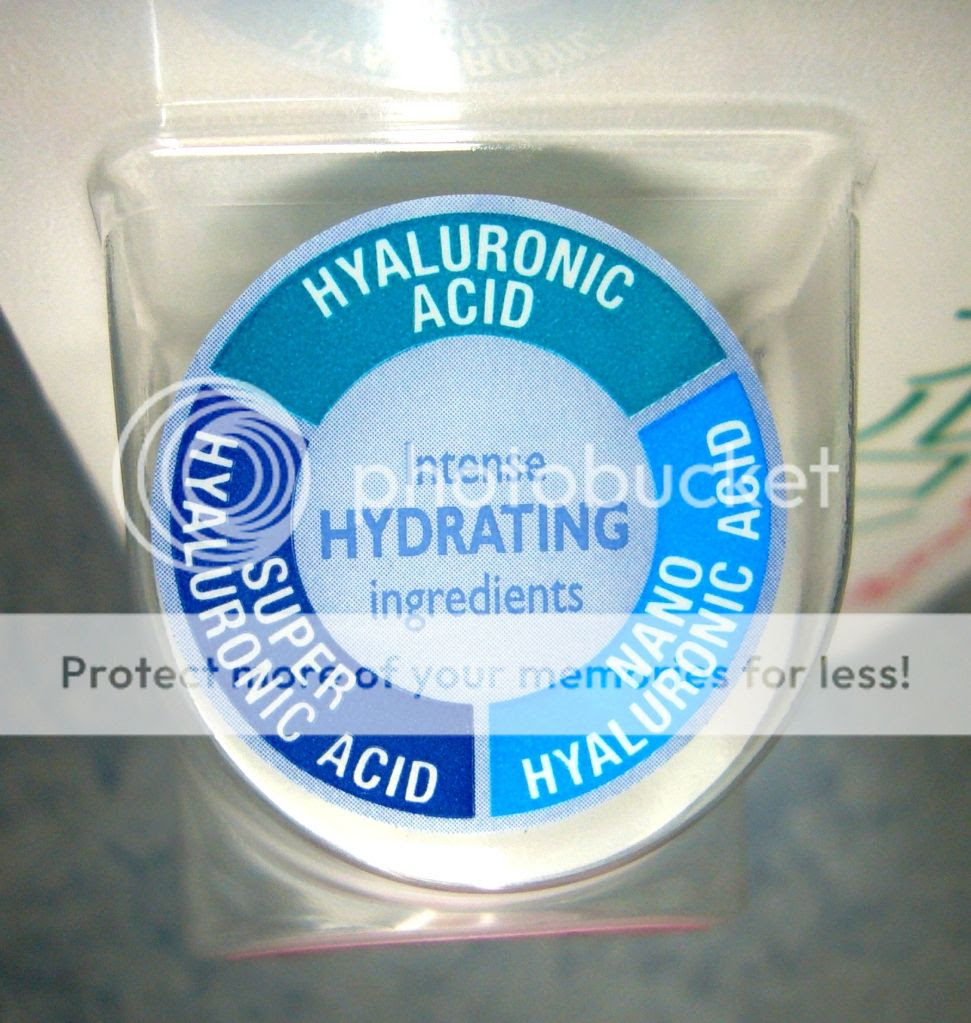 HYALURONIC
ACID
intense
HYDRATING
ingredients
SUPER
HYALURONIC ACID
NANO
HYALURONIC ACID
photobucket
Protect more of your memories for less!